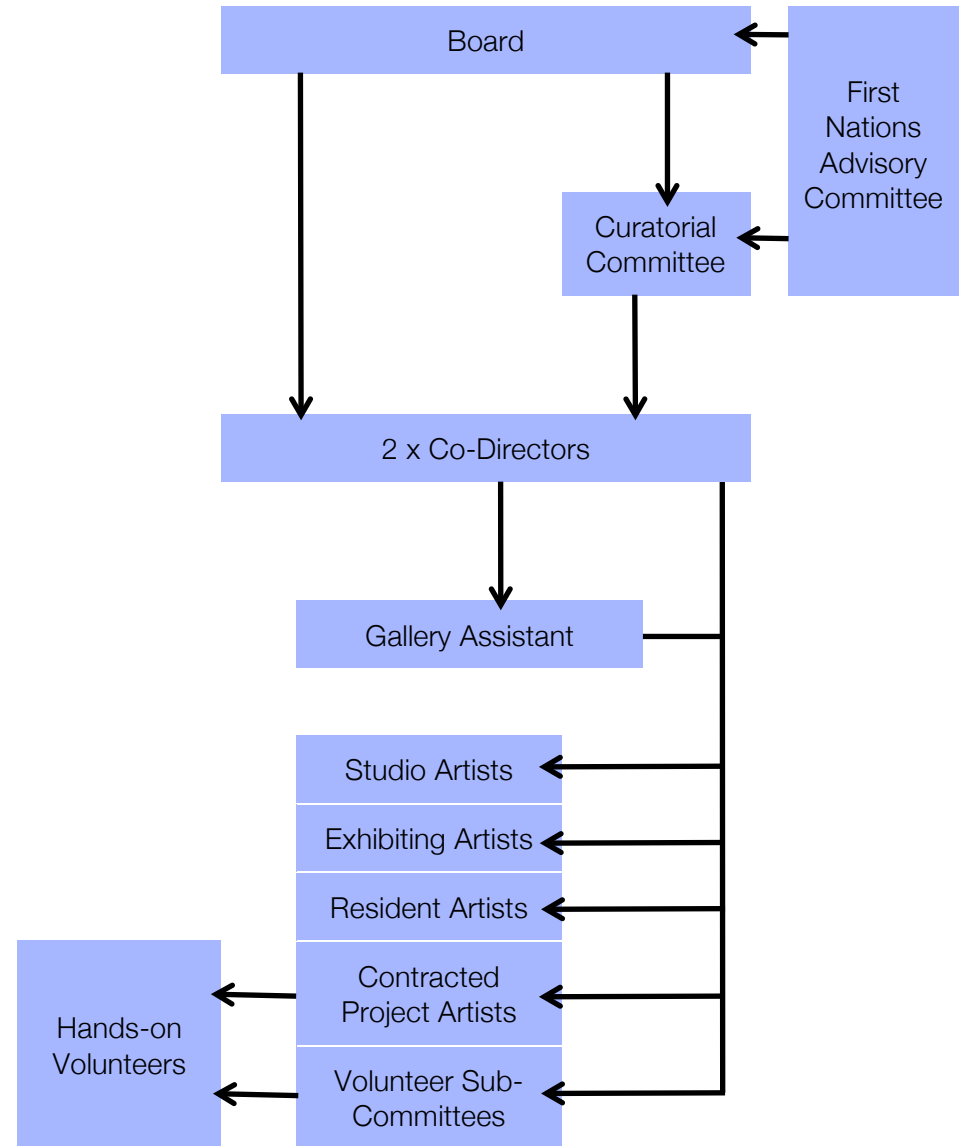 Board
First
Nations
Advisory
Committee
Curatorial
Committee
2 x Co-Directors
Gallery Assistant
Studio Artists
Exhibiting Artists
Resident Artists
Contracted
Project Artists
Hands-on
Volunteers
Volunteer Sub-
Committees